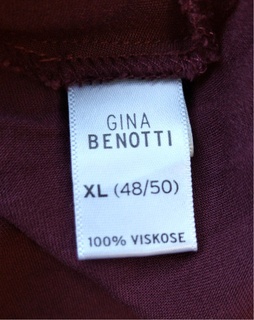 GINA
BENOTTI
XL (48/50)
100% VISKOSE